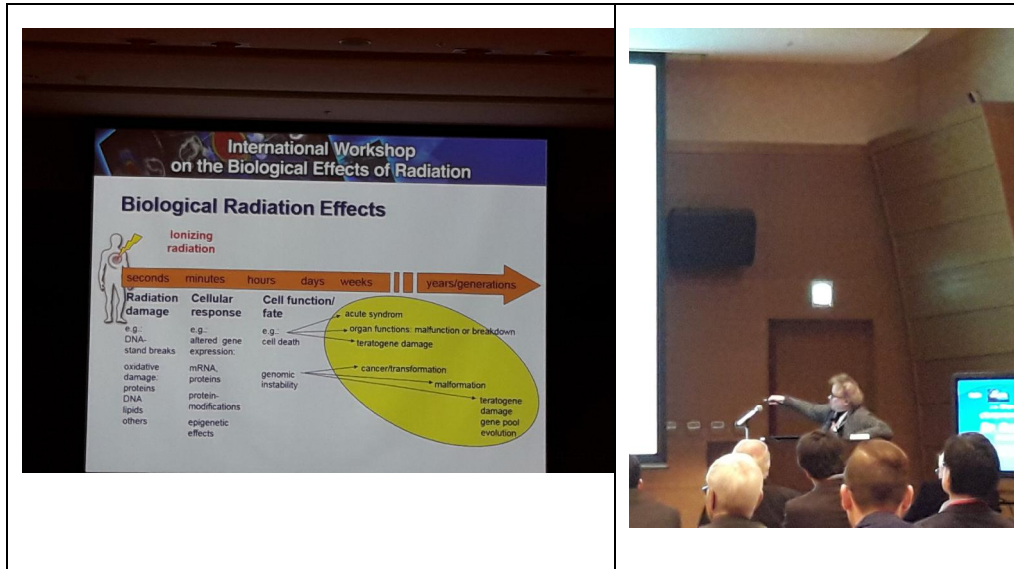 International Workshop
on the Biological Effects of Radiation
Biological Radiation Effects
Ionizing
radiation
seconds minutes hours days weeks years/generations
Radiation
damage
e.g.:
DNA-
stand breaks
oxidative
damage:
proteins
DNA
lipids
others
Cellular
response
e.g.:
altered gene
expression:
mRNA,
proteins
protein-
modifications
epigenetic
effects
Cell function/
fate
e.g.:
cell death
genomic
instability
acute syndrom
organ functions: malfunction or breakdown
teratogene damage
cancer/transformation
malformation
teratogene
damage
gene pool
evolution